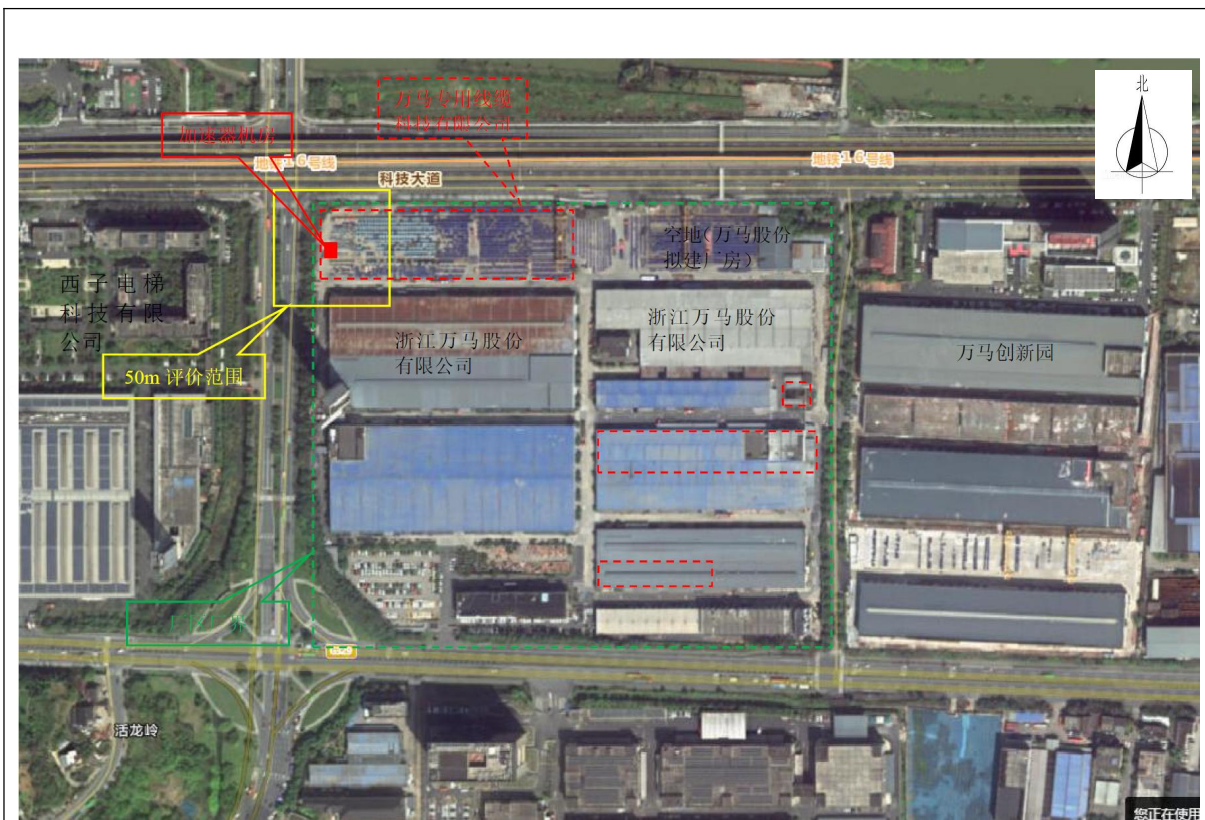 北
万马专用线缆
科技有限公司
加速器机房
地铁16号线
地铁16号线
科技大道
空地(万马股份
拟建厂房)
西子电梯
科技有限
公司
浙江万马股份
有限公司
浙江万马股份
有限公司
万马创新园
50m 评价范围
活龙岭
您正在使用